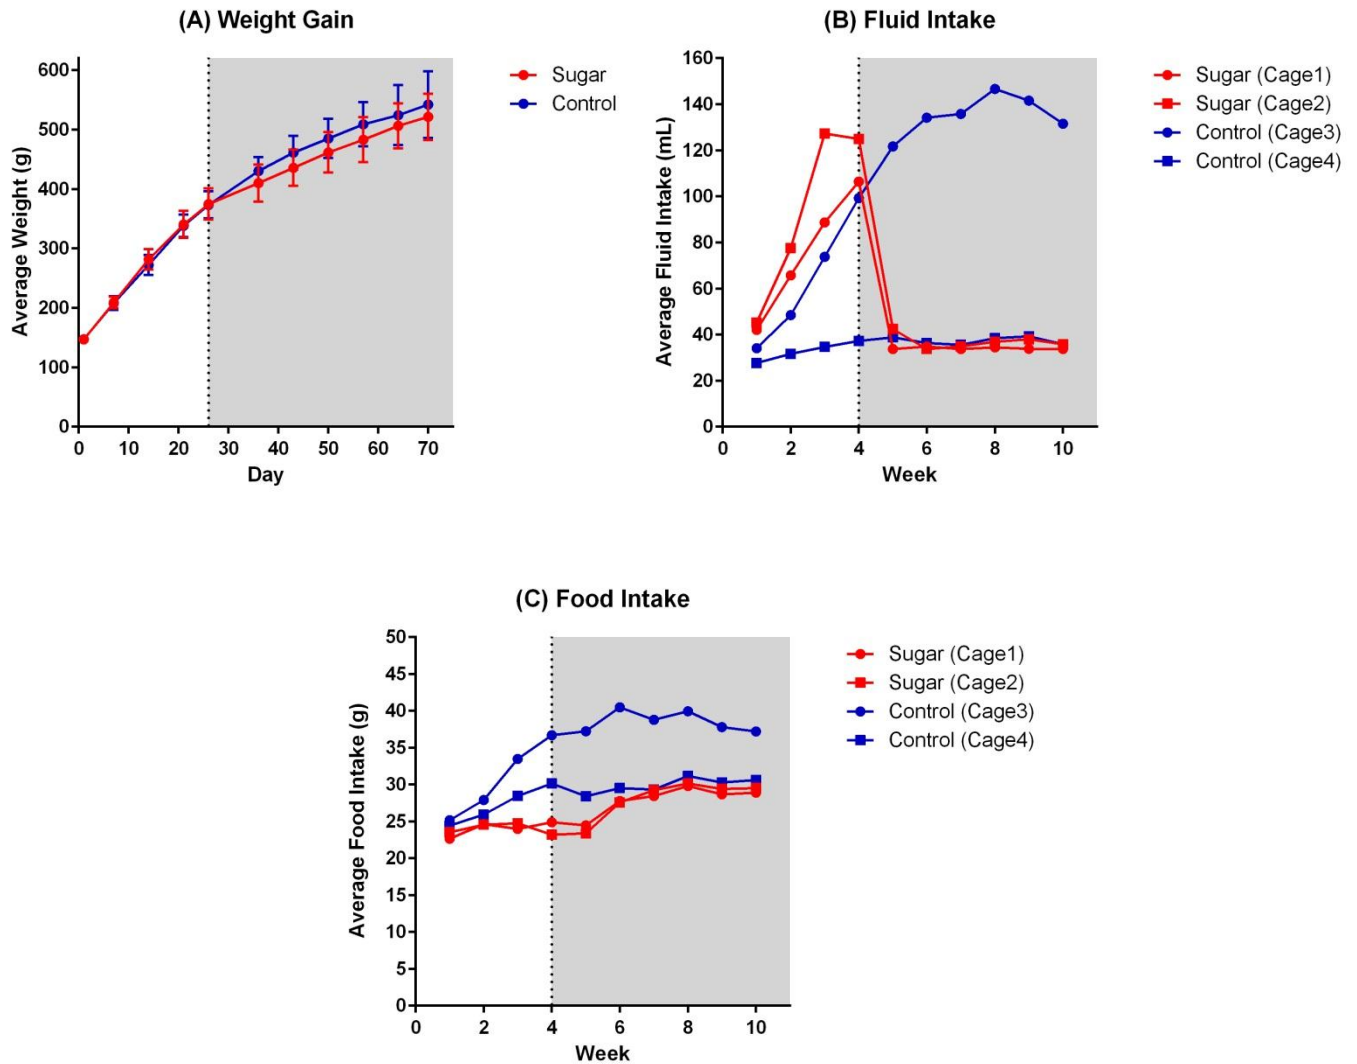 (A) Weight Gain
600
500
400
300
200
100
0
0 10 20 30 40 50 60 70
Average Weight (g)
Day
Sugar
Control
(B) Fluid Intake
160
140
120
100
80
60
40
20
0
0 2 4 6 8 10
Average Fluid Intake (mL)
Week
Sugar (Cage1)
Sugar (Cage2)
Control (Cage3)
Control (Cage4)
(C) Food Intake
50
45
40
35
30
25
20
15
10
5
0
0 2 4 6 8 10
Average Food Intake (g)
Week
Sugar (Cage1)
Sugar (Cage2)
Control (Cage3)
Control (Cage4)